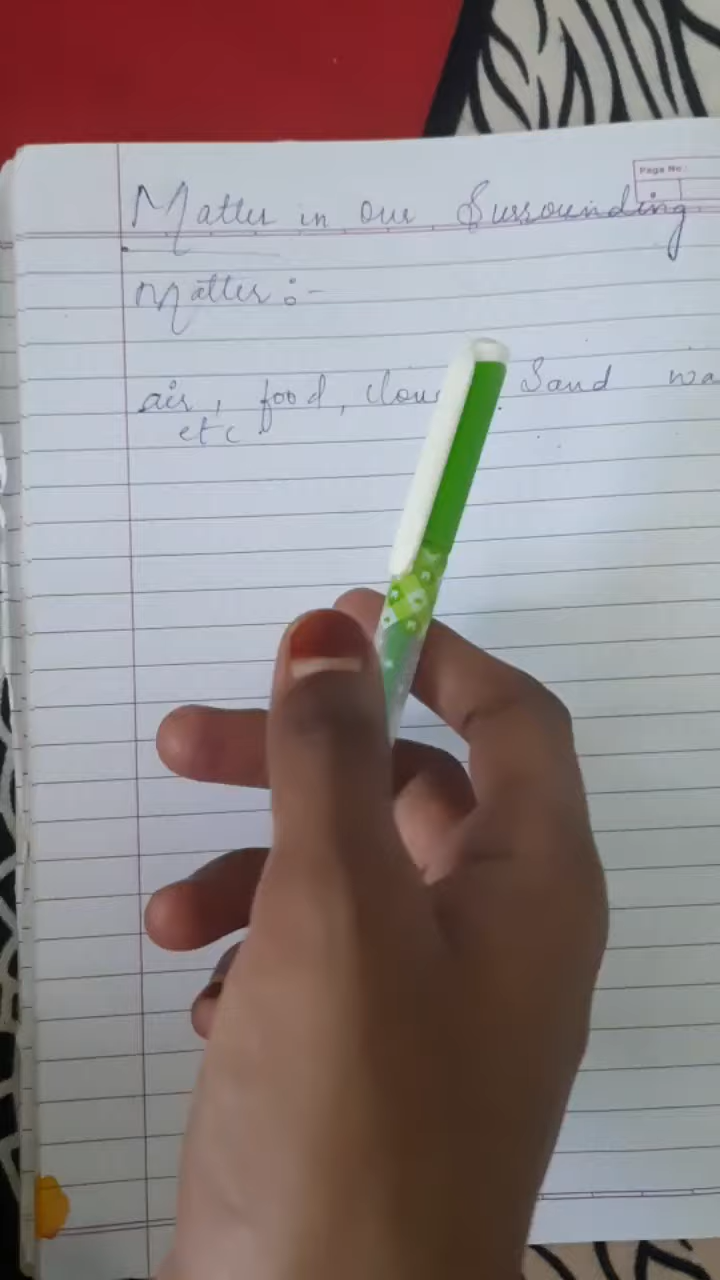 Page No:
Matter in our Surrounding
Matter :-
air, food, Sand
etc